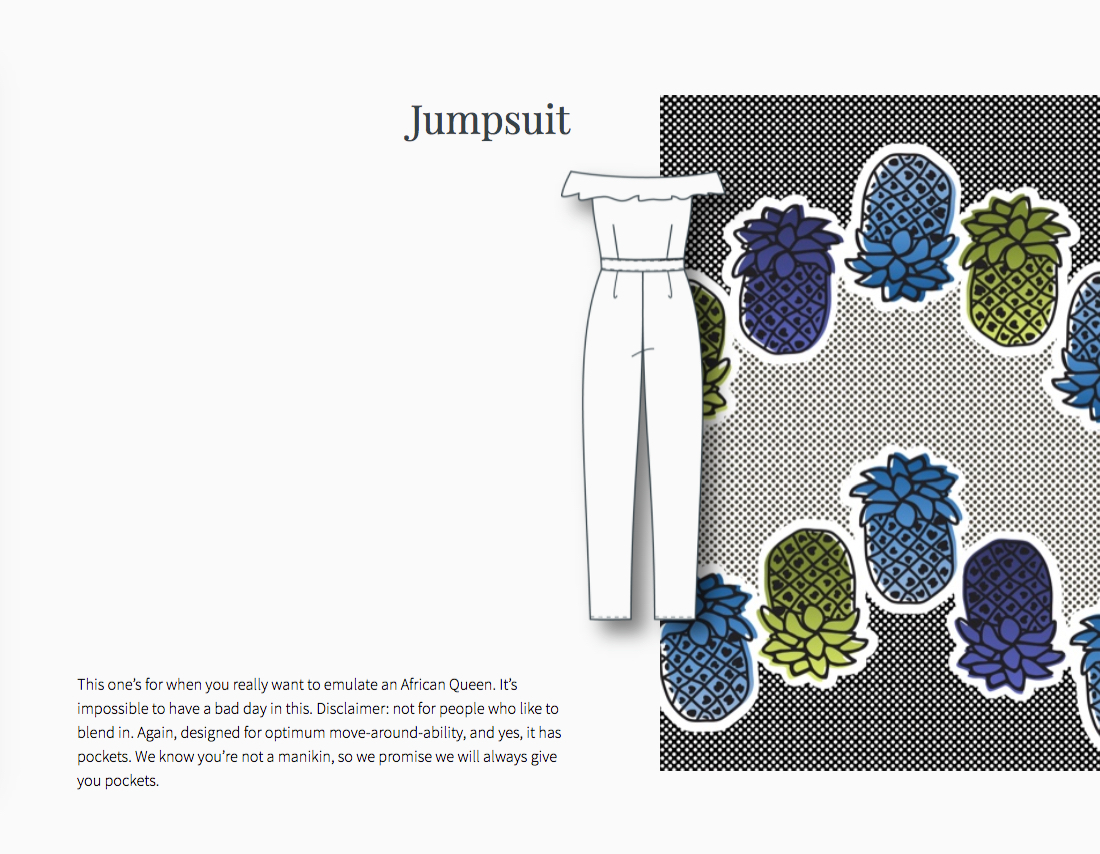 Jumpsuit
This one’s for when you really want to emulate an African Queen. It’s
impossible to have a bad day in this. Disclaimer: not for people who like to
blend in. Again, designed for optimum move-around-ability, and yes, it has
pockets. We know you’re not a manikin, so we promise we will always give
you pockets.